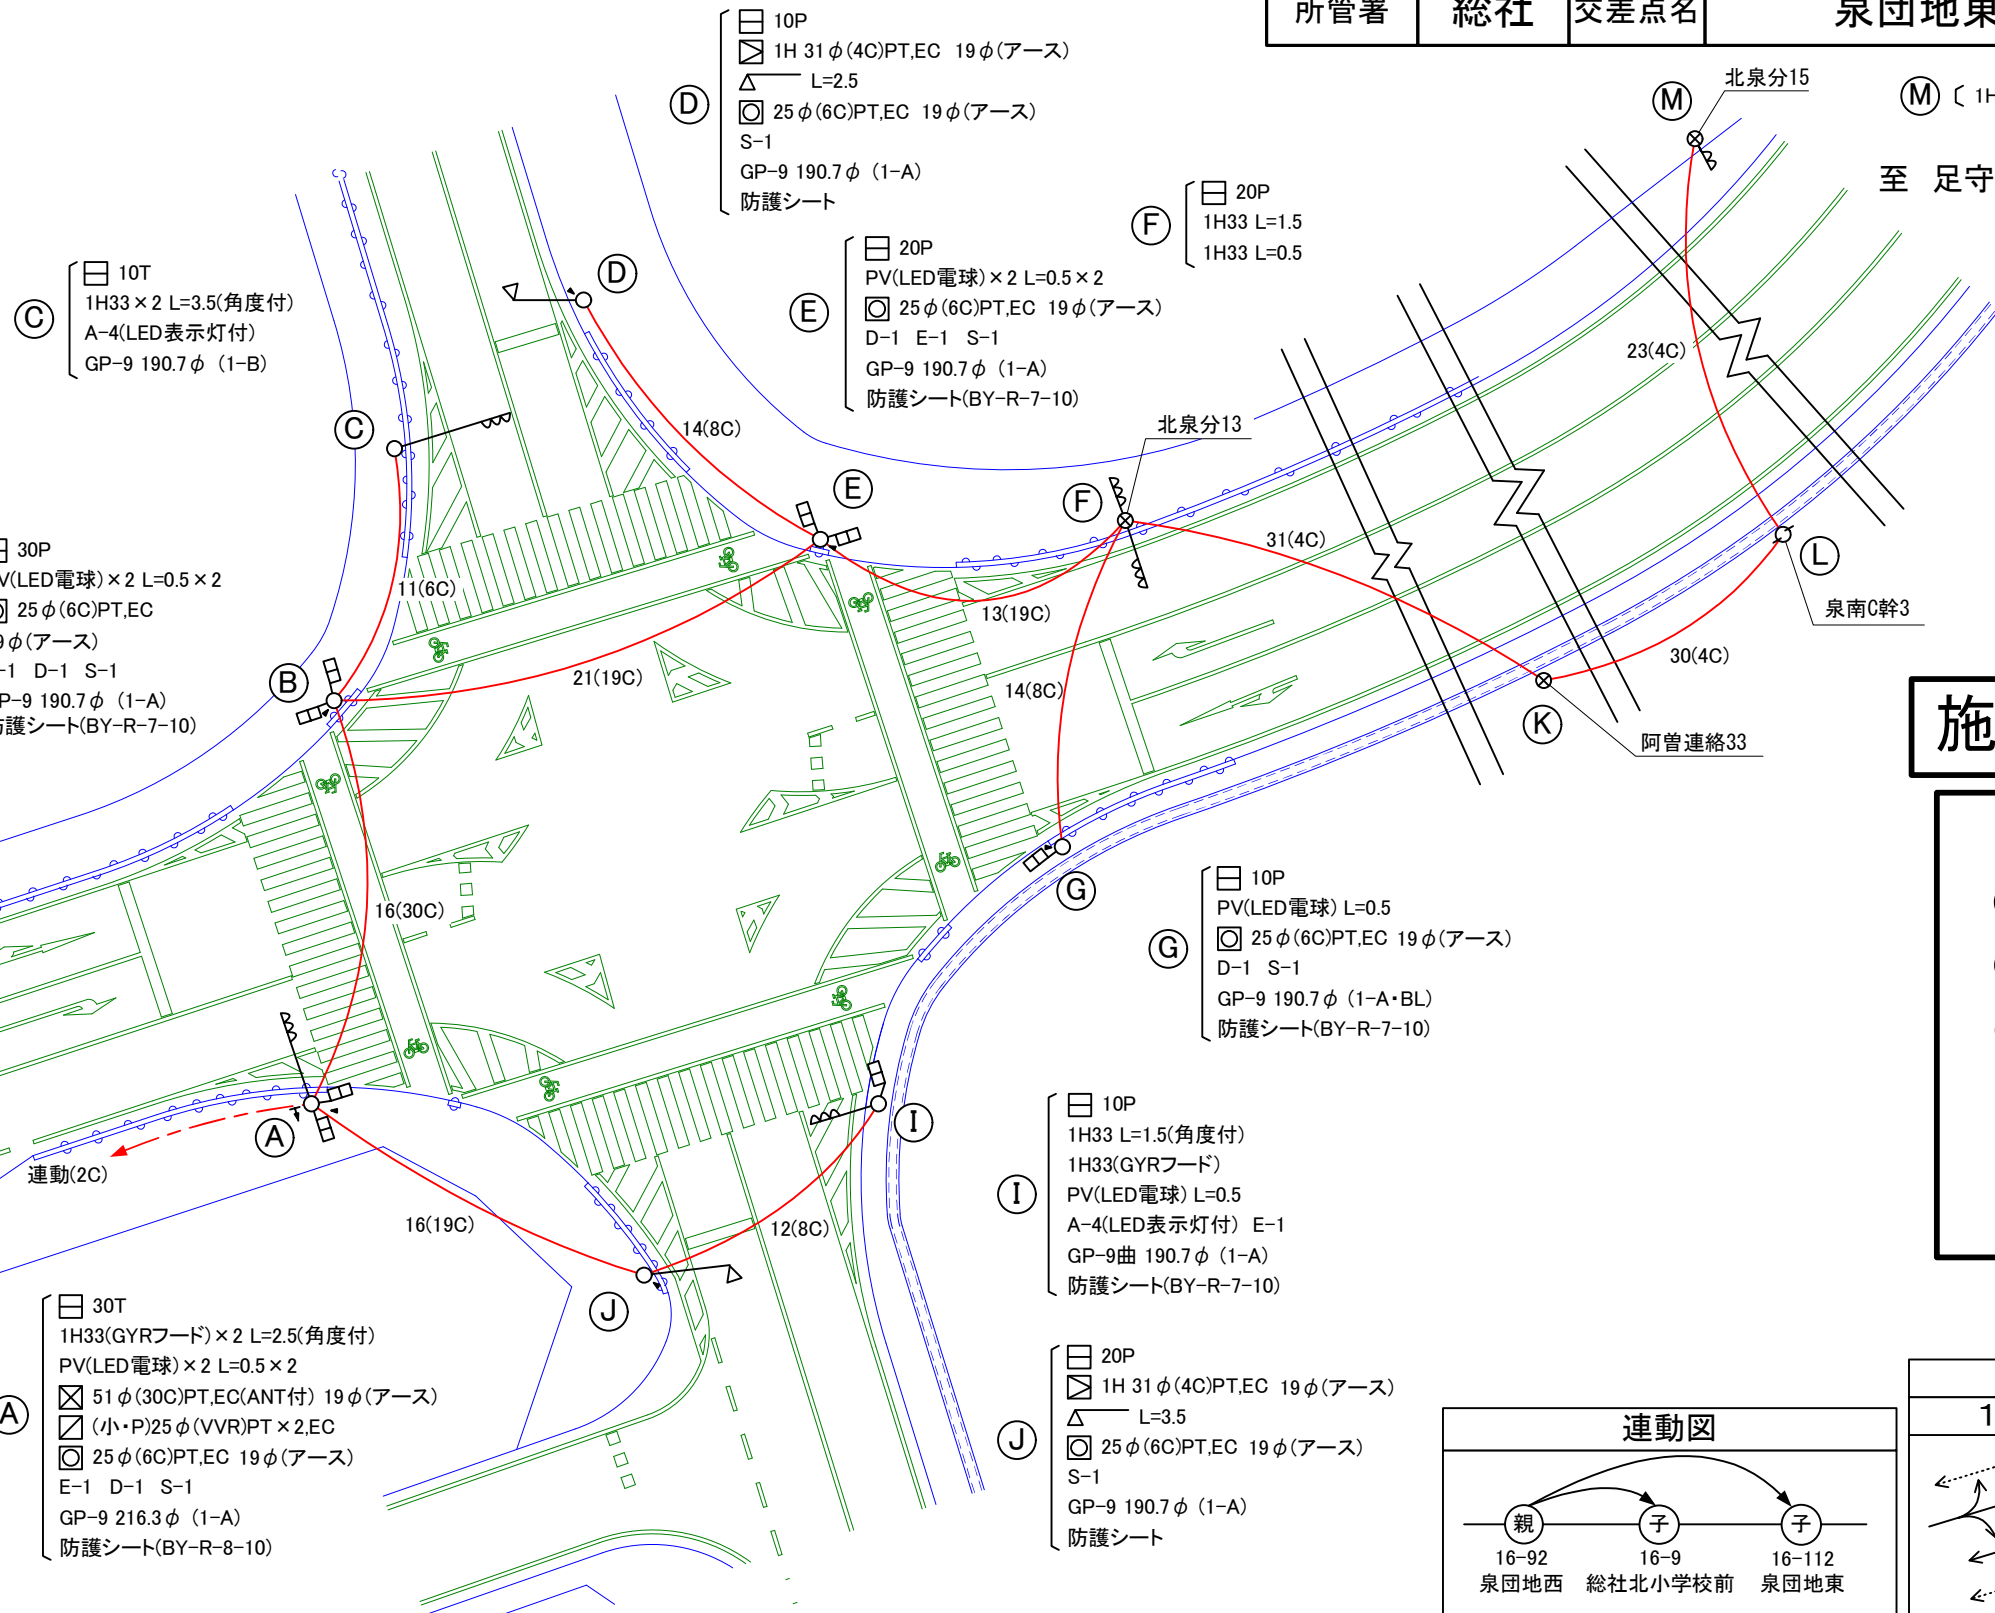 所管署 総社 交差点名 泉団地東
D
10P
1H 31φ(4C)PT,EC 19φ(アース)
L=2.5
25φ(6C)PT,EC 19φ(アース)
S-1
GP-9 190.7φ (1-A)
防護シート
M
北泉分15
M 〔 1H
至 足守
F
20P
1H33 L=1.5
1H33 L=0.5
E
20P
PV(LED電球)×2 L=0.5×2
25φ(6C)PT,EC 19φ(アース)
D-1 E-1 S-1
GP-9 190.7φ (1-A)
防護シート(BY-R-7-10)
C
10T
1H33×2 L=3.5(角度付)
A-4(LED表示灯付)
GP-9 190.7φ (1-B)
D
C
14(8C)
E
北泉分13
F
23(4C)
31(4C)
L
泉南C幹3
30(4C)
K
阿曽連絡33
30P
V(LED電球)×2 L=0.5×2
25φ(6C)PT,EC
9φ(アース)
-1 D-1 S-1
P-9 190.7φ (1-A)
防護シート(BY-R-7-10)
11(6C)
13(19C)
B
21(19C)
14(8C)
施
16(30C)
G
G
10P
PV(LED電球) L=0.5
25φ(6C)PT,EC 19φ(アース)
D-1 S-1
GP-9 190.7φ (1-A・BL)
防護シート(BY-R-7-10)
A
連動(2C)
I
I
10P
1H33 L=1.5(角度付)
1H33(GYRフード)
PV(LED電球) L=0.5
A-4(LED表示灯付) E-1
GP-9曲 190.7φ (1-A)
防護シート(BY-R-7-10)
16(19C)
12(8C)
J
A
30T
1H33(GYRフード)×2 L=2.5(角度付)
PV(LED電球)×2 L=0.5×2
51φ(30C)PT,EC(ANT付) 19φ(アース)
(小・P)25φ(VVR)PT×2,EC
25φ(6C)PT,EC 19φ(アース)
E-1 D-1 S-1
GP-9 216.3φ (1-A)
防護シート(BY-R-8-10)
J
20P
1H 31φ(4C)PT,EC 19φ(アース)
L=3.5
25φ(6C)PT,EC 19φ(アース)
S-1
GP-9 190.7φ (1-A)
防護シート
連動図
親 子 子
16-92 16-9 16-112
泉団地西 総社北小学校前 泉団地東
1